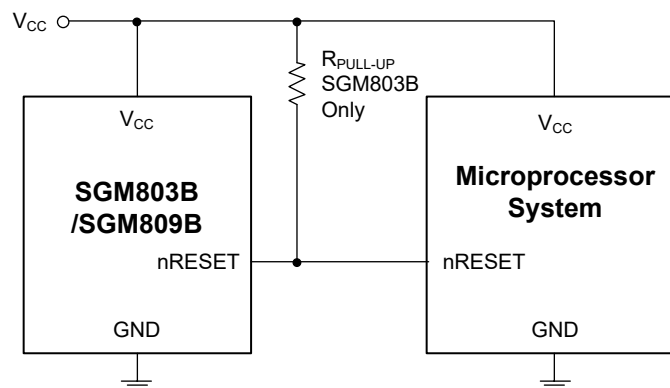 VCC
RPULL-UP
SGM803B
Only
VCC
SGM803B
/SGM809B
nRESET
GND
VCC
Microprocessor
System
nRESET
GND